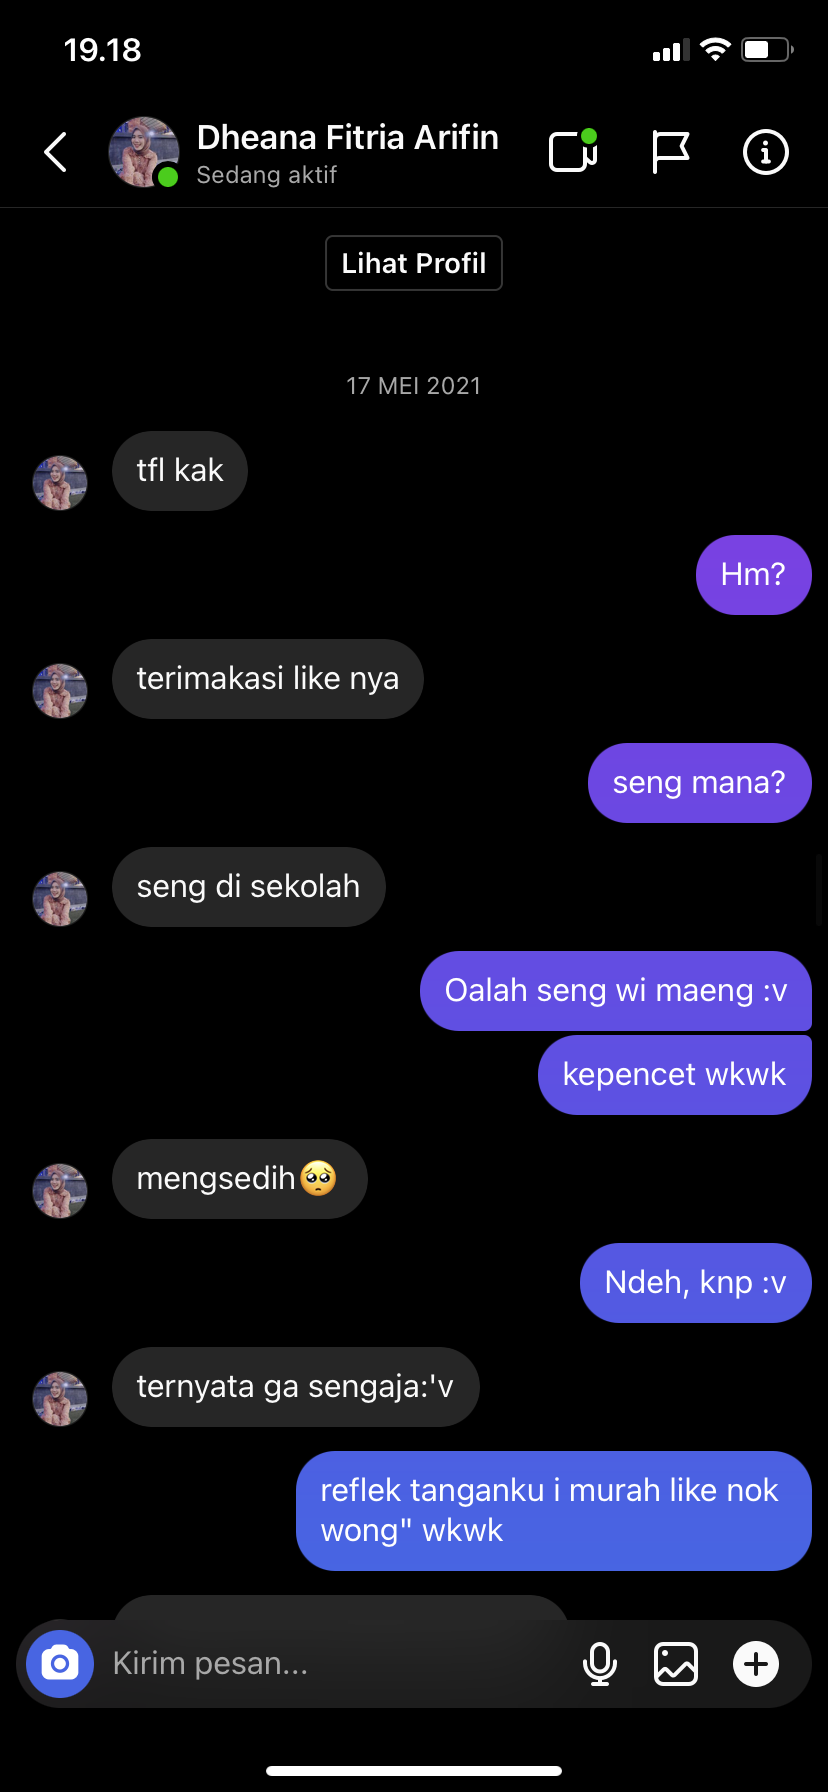 19.18
Dheana Fitria Arifin
Sedang aktif
Lihat Profil
17 MEI 2021
tfl kak
Hm?
terimakasi like nya
seng mana?
seng di sekolah
Oalah seng wi maeng :v
kepencet wkwk
mengsedih🥺
Ndeh, knp :v
ternyata ga sengaja:'v
reflek tanganku i murah like nok
wong" wkwk
Kirim pesan...